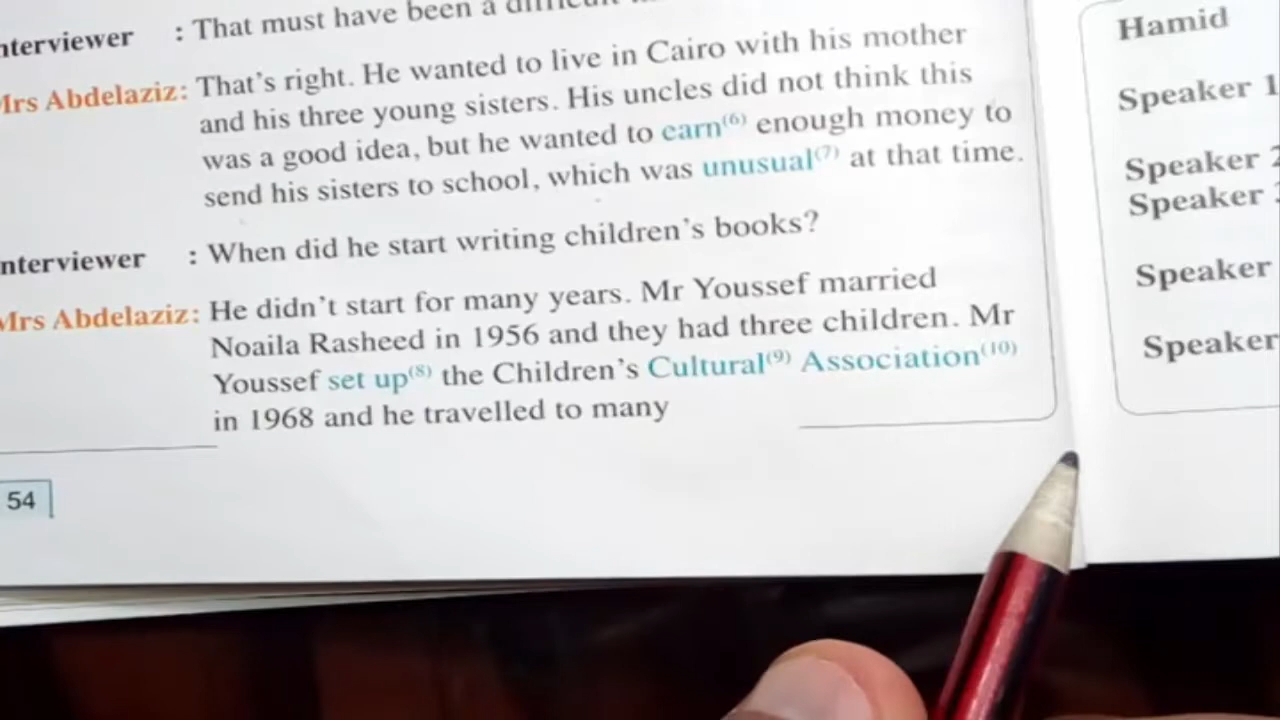 : That must have been a difficult
Mrs Abdelaziz: That's right. He wanted to live in Cairo with his mother
and his three young sisters. His uncles did not think this
was a good idea, but he wanted to earn(6) enough money to
send his sisters to school, which was unusual(7) at that time.
nterviewer : When did he start writing children's books?
Mrs Abdelaziz: He didn't start for many years. Mr Youssef married
Noaila Rasheed in 1956 and they had three children. Mr
Youssef set up(8) the Children's Cultural(9) Association(10)
in 1968 and he travelled to many
54
Hamid
Speaker 1
Speaker 2
Speaker
Speaker
Speaker